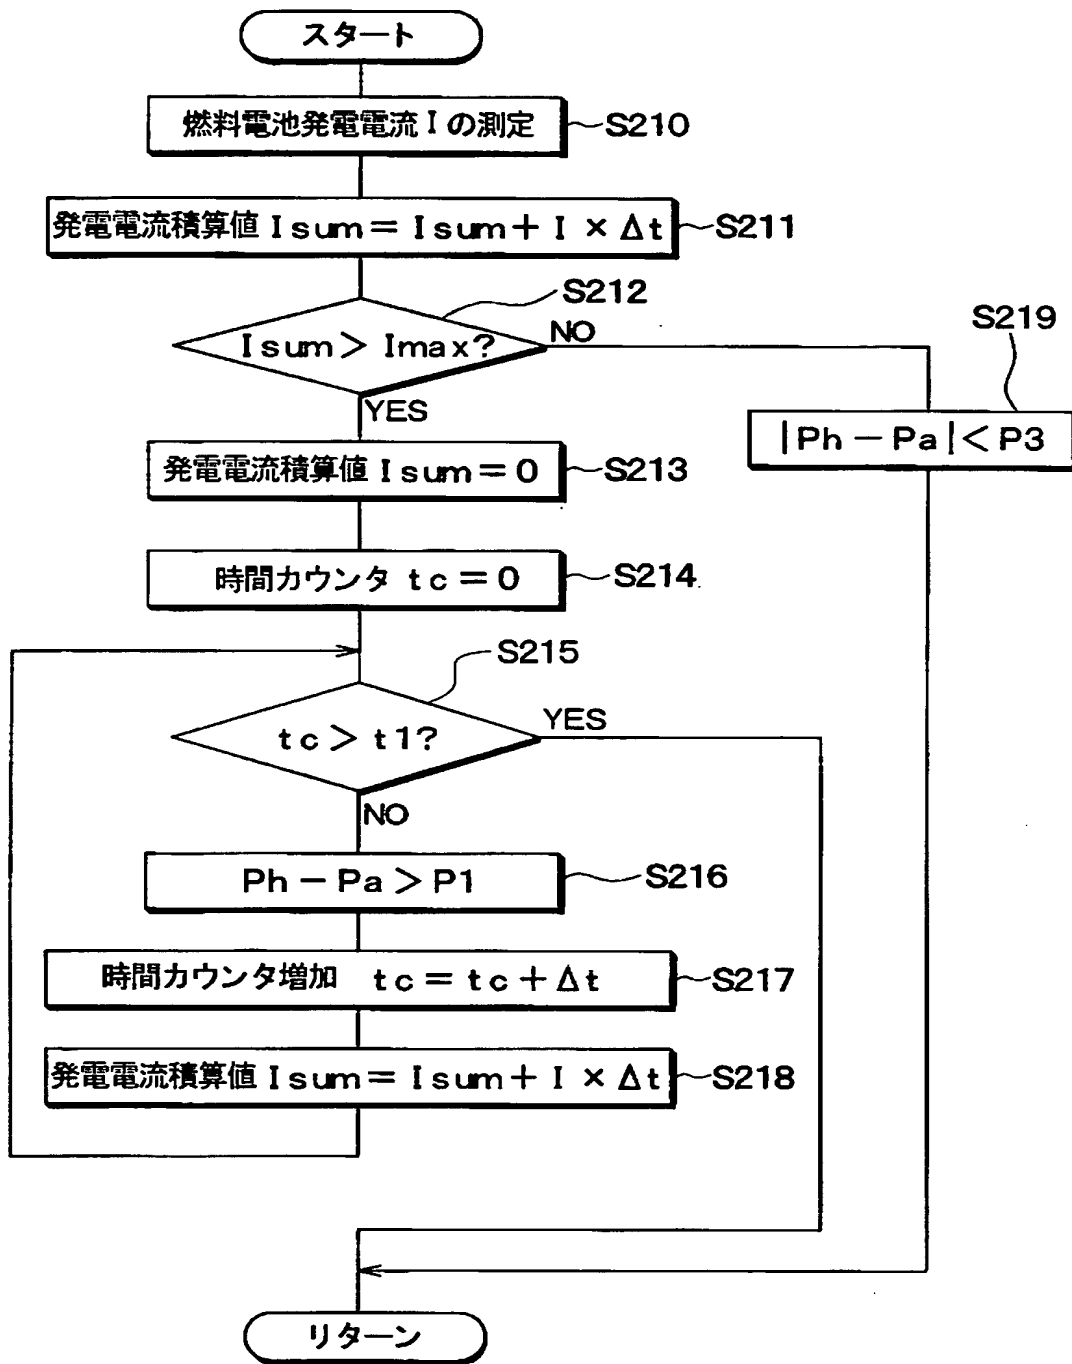 スタート
燃料電池発電電流Iの測定
S210
発電電流積算値 Isum=Isum+I×Δt
S211
S212
Isum>Imax?
NO
YES
S219
|Ph-Pa|<P3
発電電流積算値 Isum=0
S213
時間カウンタ tc=0
S214
S215
tc>t1?
YES
NO
Ph-Pa>P1
S216
時間カウンタ増加 tc=tc+Δt
S217
発電電流積算値 Isum=Isum+I×Δt
S218
リターン